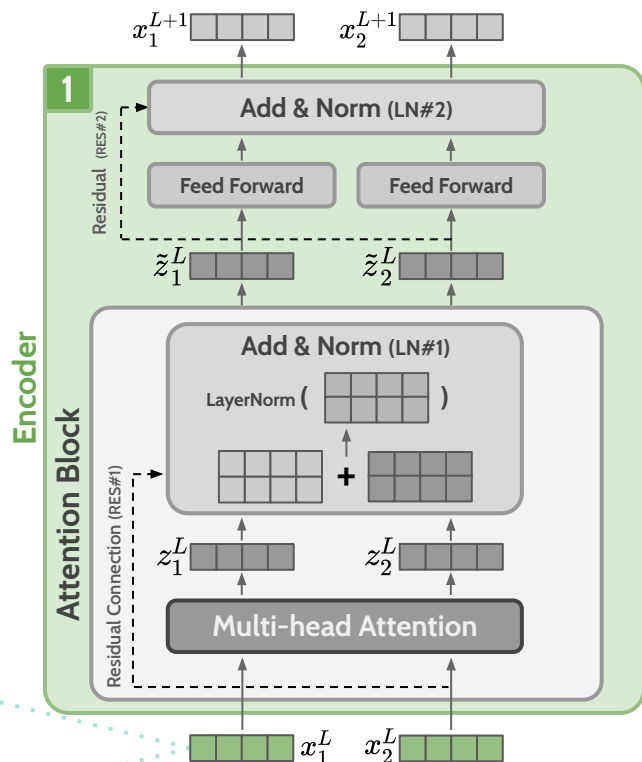 x_1^{L+1} x_2^{L+1}
1
Add & Norm (LN#2)
Residual (RES#2)
Feed Forward Feed Forward
z̃_1^L z̃_2^L
Encoder
Attention Block
Add & Norm (LN#1)
LayerNorm ( )
+
Residual Connection (RES#1)
z_1^L z_2^L
Multi-head Attention
x_1^L x_2^L